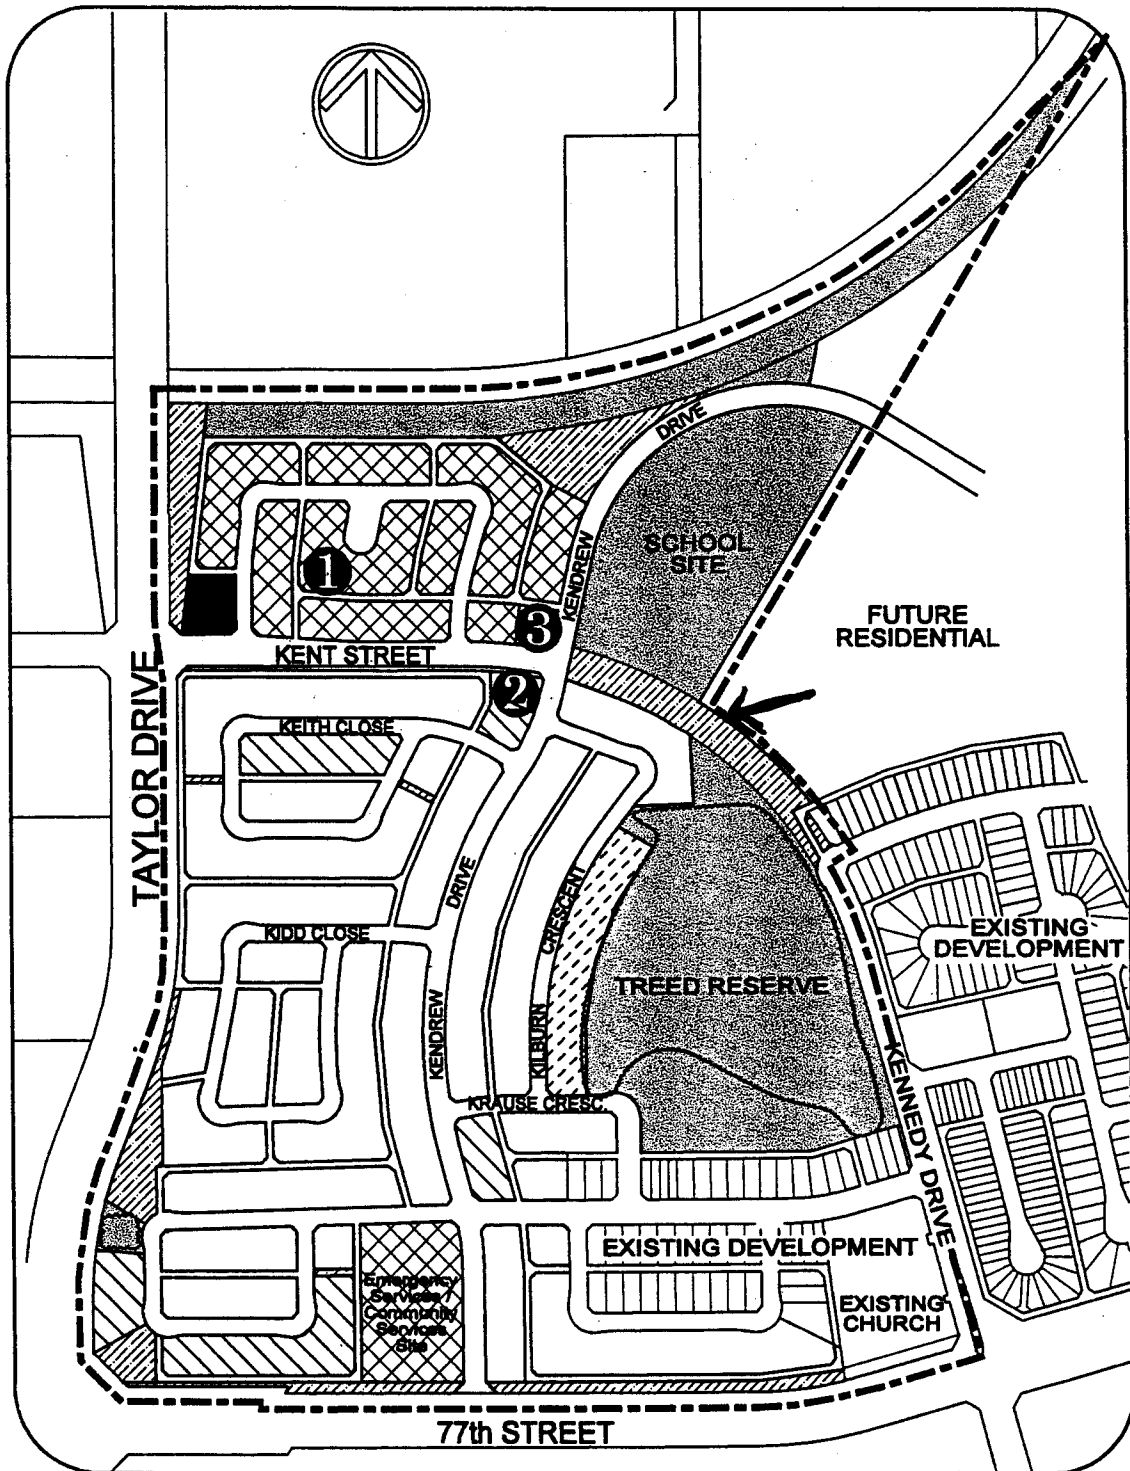 DRIVE
SCHOOL
SITE
1
KENDREW
3
FUTURE
RESIDENTIAL
KENT STREET
2
TAYLOR DRIVE
KEITH CLOSE
DRIVE
CRESCENT
KIDD CLOSE
EXISTING
DEVELOPMENT
TREED RESERVE
KENDREW
KILBURN
KRAUSE CRESC.
KENNEDY DRIVE
EXISTING DEVELOPMENT
Emergency
Services /
Community
Services
Site
EXISTING
CHURCH
77th STREET